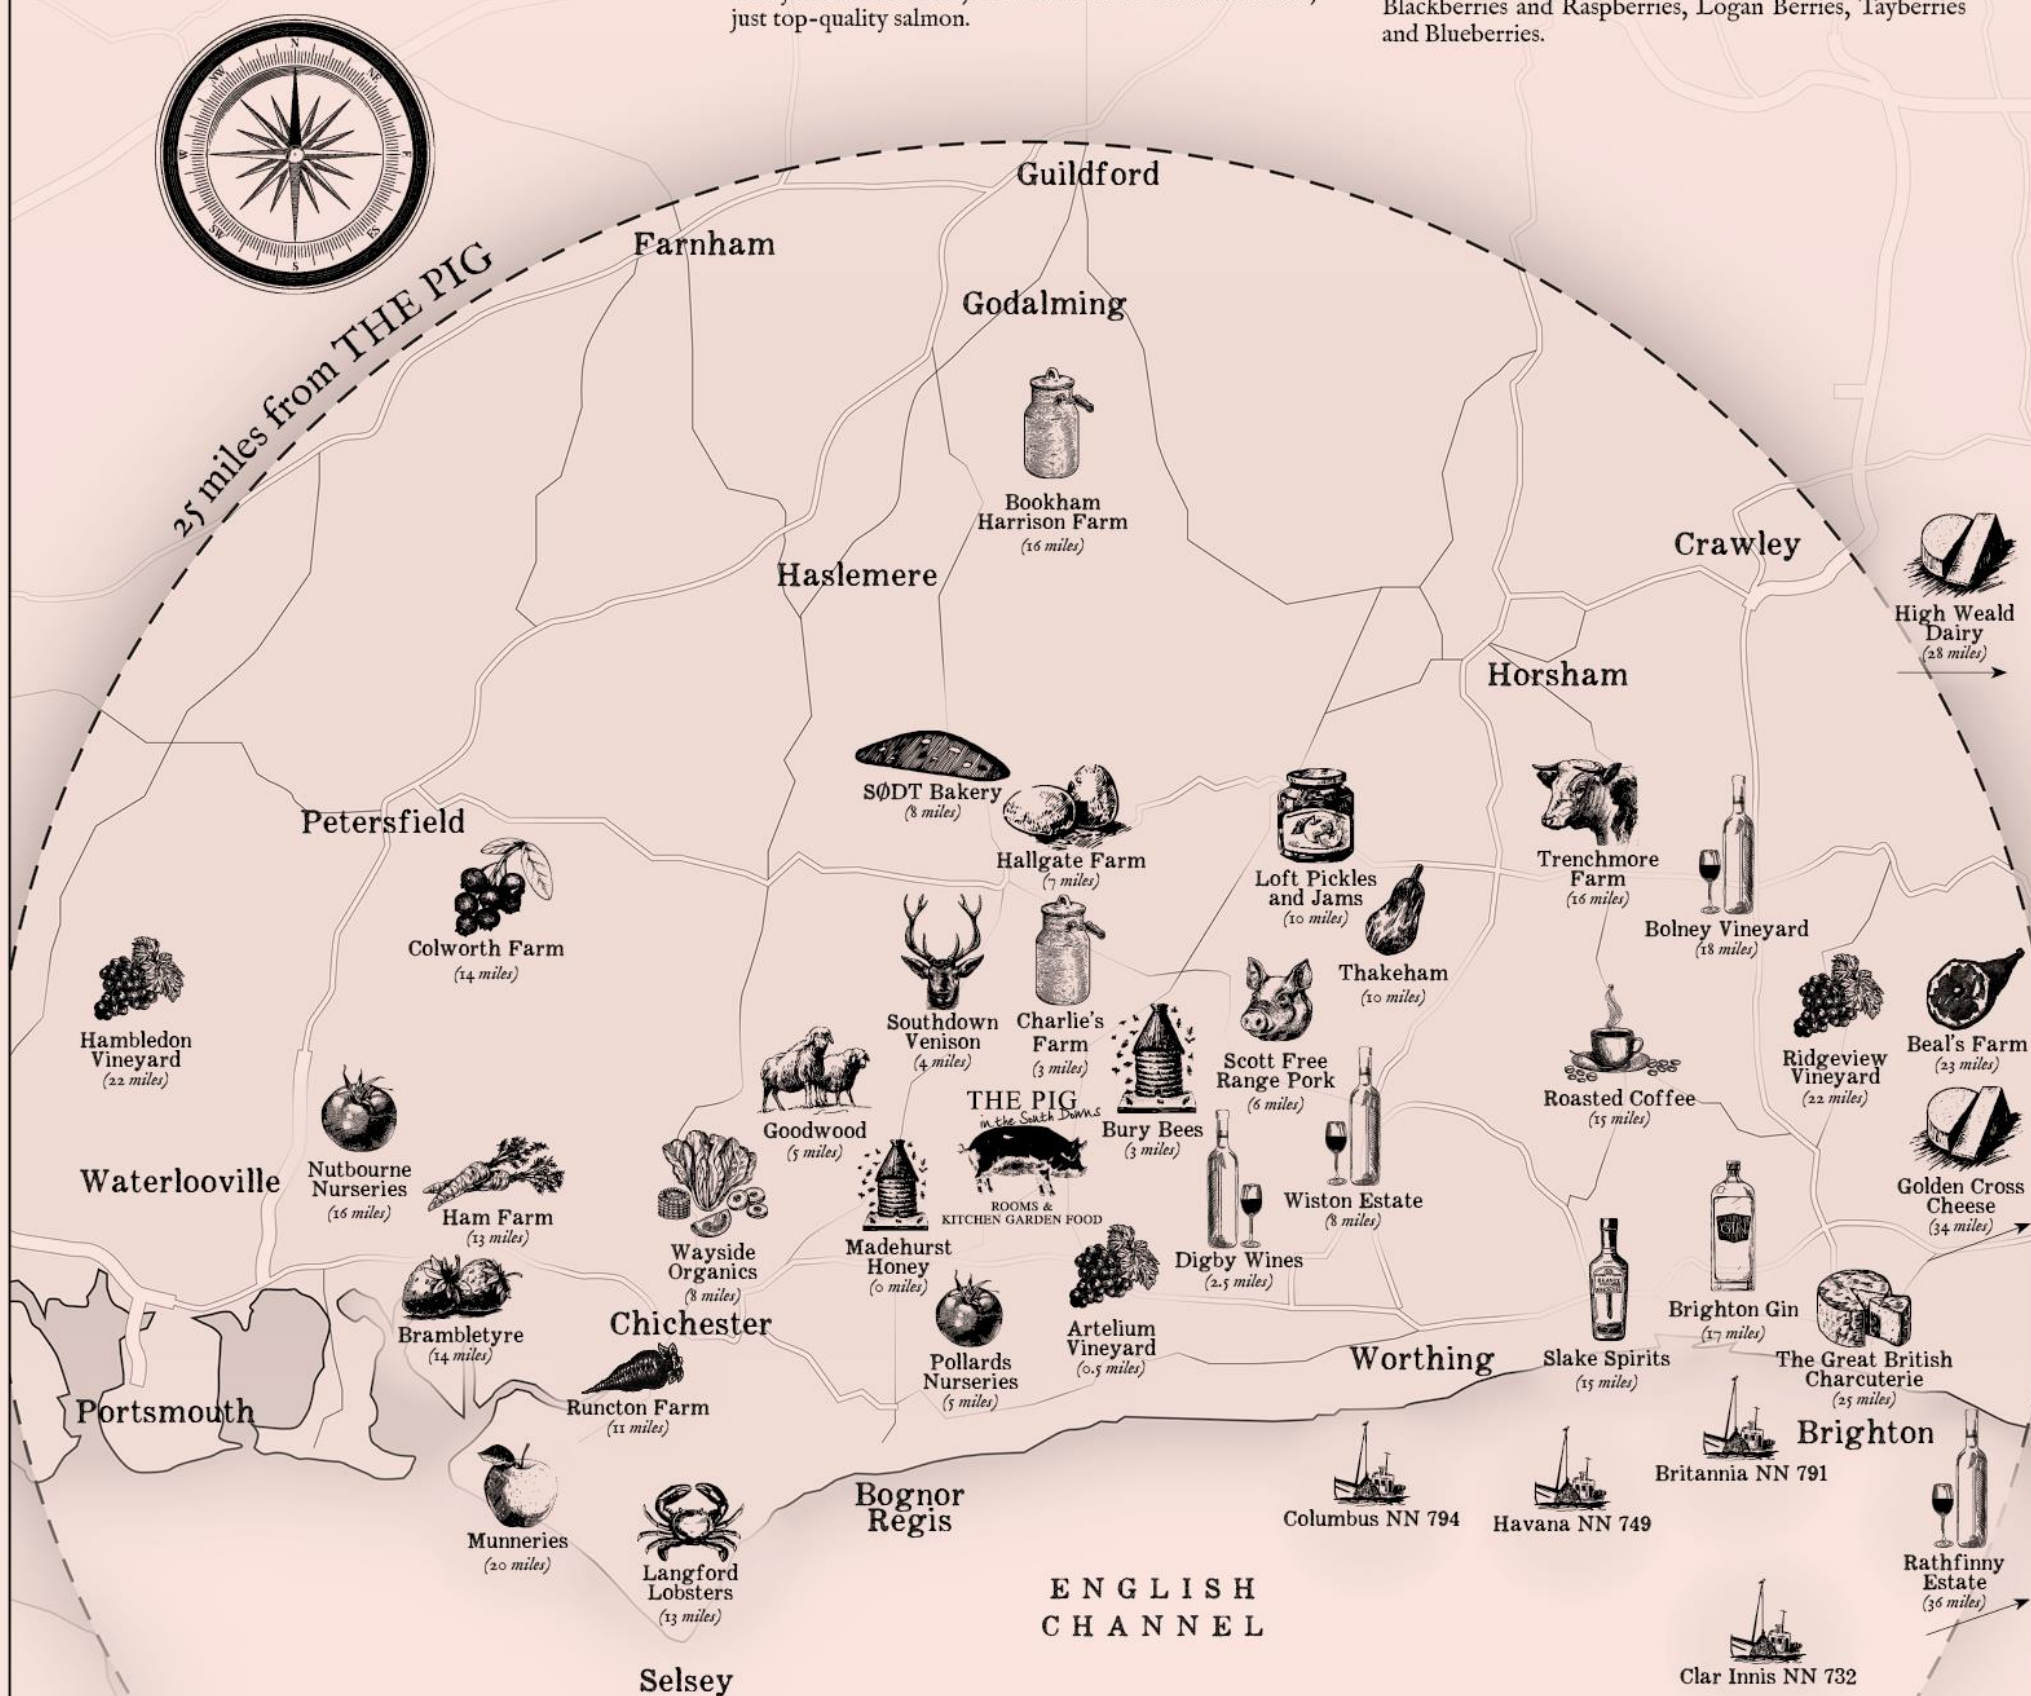 just top-quality salmon.
Blackberries and Raspberries, Logan Berries, Tayberries
and Blueberries.
N
NE
E
ES
S
SW
W
NW
25 miles from THE PIG
Guildford
Farnham
Godalming
Bookham
Harrison Farm
(16 miles)
Crawley
Haslemere
High Weald
Dairy
(28 miles)
Horsham
SØDT Bakery
(8 miles)
Petersfield
Hallgate Farm
(7 miles)
Loft Pickles
and Jams
(10 miles)
Trenchmore
Farm
(16 miles)
Bolney Vineyard
(18 miles)
Colworth Farm
(14 miles)
Thakeham
(10 miles)
Hambledon
Vineyard
(22 miles)
Southdown
Venison
(4 miles)
Charlie's
Farm
(3 miles)
Scott Free
Range Pork
(6 miles)
Roasted Coffee
(15 miles)
Ridgeview
Vineyard
(22 miles)
Beal's Farm
(23 miles)
THE PIG
in the South Downs
ROOMS &
KITCHEN GARDEN FOOD
Goodwood
(5 miles)
Bury Bees
(3 miles)
Waterlooville
Nutbourne
Nurseries
(16 miles)
Ham Farm
(13 miles)
Wiston Estate
(8 miles)
GIN
Golden Cross
Cheese
(34 miles)
Wayside
Organics
(8 miles)
Madehurst
Honey
(0 miles)
Digby Wines
(2.5 miles)
Brambletyre
(14 miles)
Chichester
Pollards
Nurseries
(5 miles)
Artelium
Vineyard
(0.5 miles)
Worthing
Slake Spirits
(15 miles)
Brighton Gin
(17 miles)
The Great British
Charcuterie
(25 miles)
Portsmouth
Runcton Farm
(11 miles)
Brighton
Britannia NN 791
Bognor
Regis
Columbus NN 794
Havana NN 749
Munneries
(20 miles)
Langford
Lobsters
(13 miles)
Rathfinny
Estate
(36 miles)
ENGLISH
CHANNEL
Clar Innis NN 732
Selsey